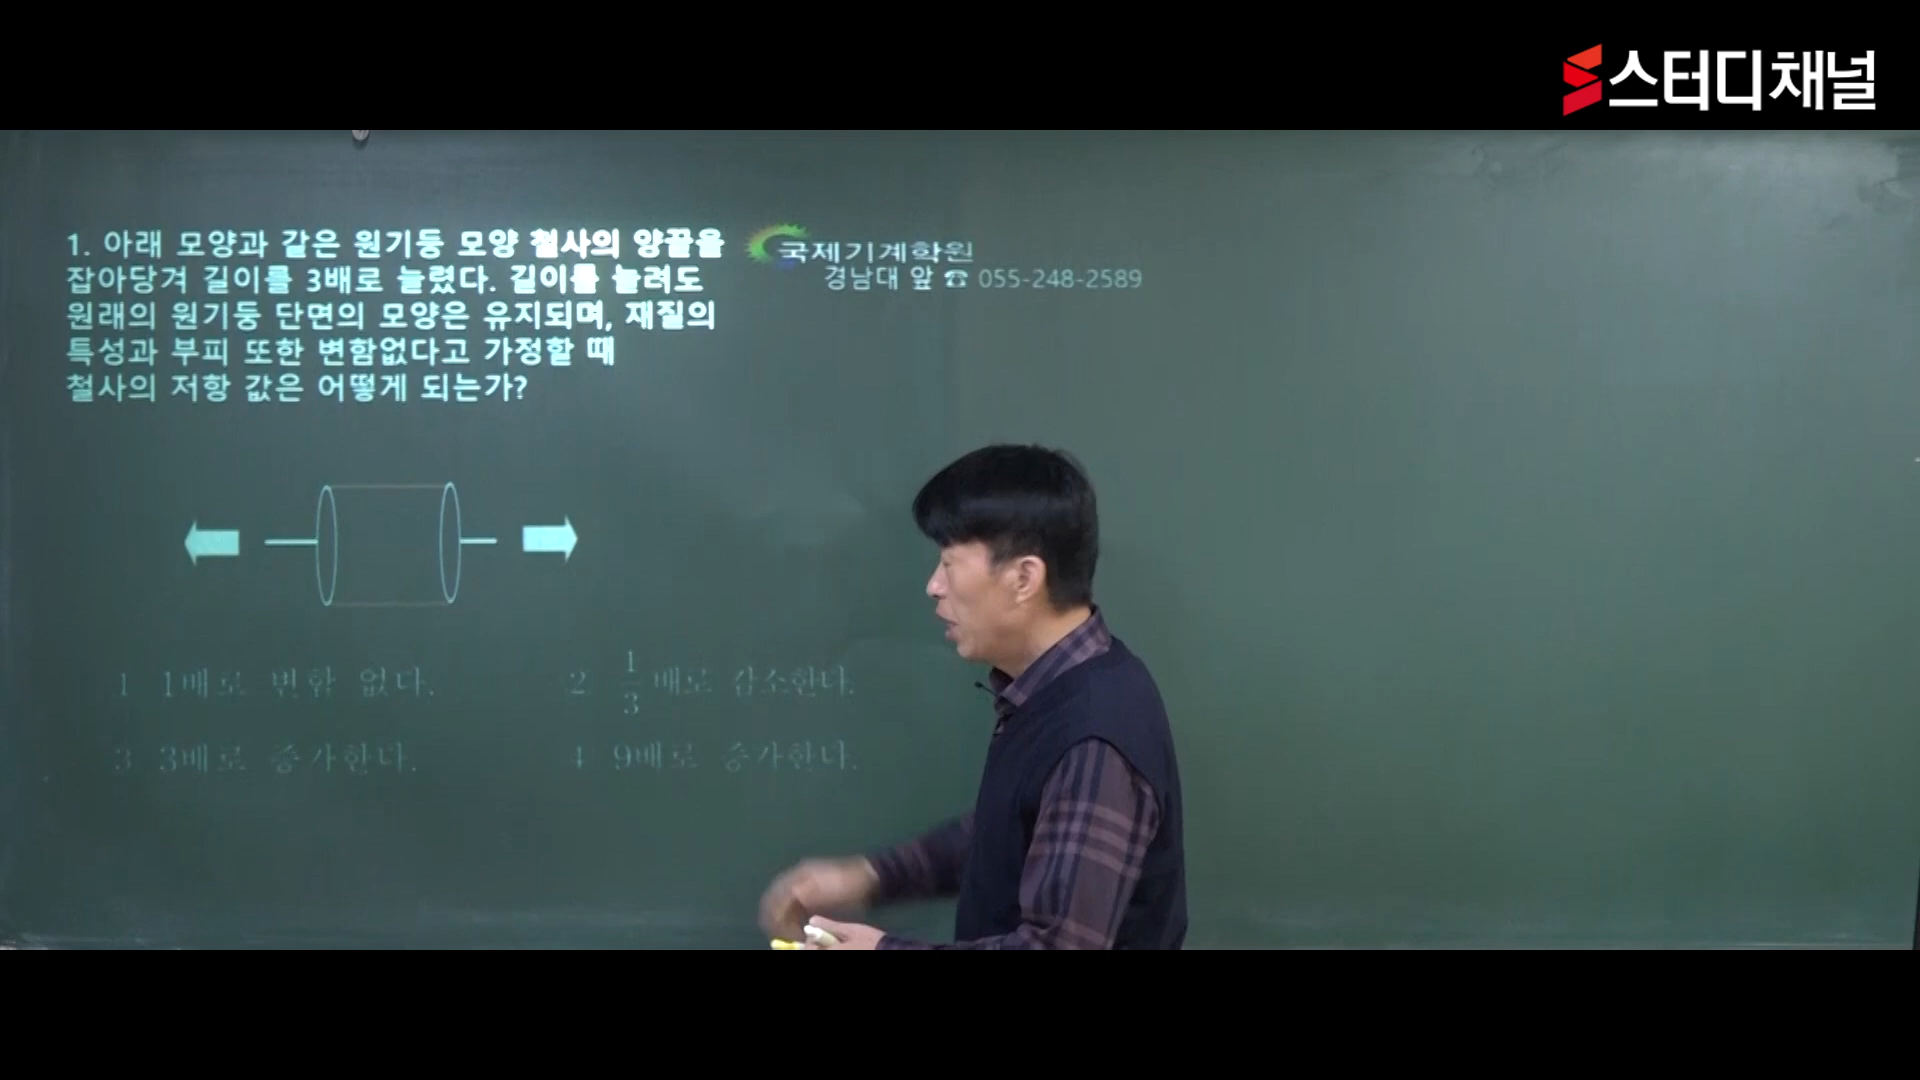 스터디채널
1. 아래 모양과 같은 원기둥 모양 철사의 양끝을
잡아당겨 길이를 3배로 늘렸다. 길이를 늘려도
원래의 원기둥 단면의 모양은 유지되며, 재질의
특성과 부피 또한 변함없다고 가정할 때
철사의 저항 값은 어떻게 되는가?
국제기계학원
경남대 앞 ☎ 055-248-2589
1 1배로 변함 없다.
2 1/3 배로 감소한다.
3 3배로 증가한다.
4 9배로 증가한다.